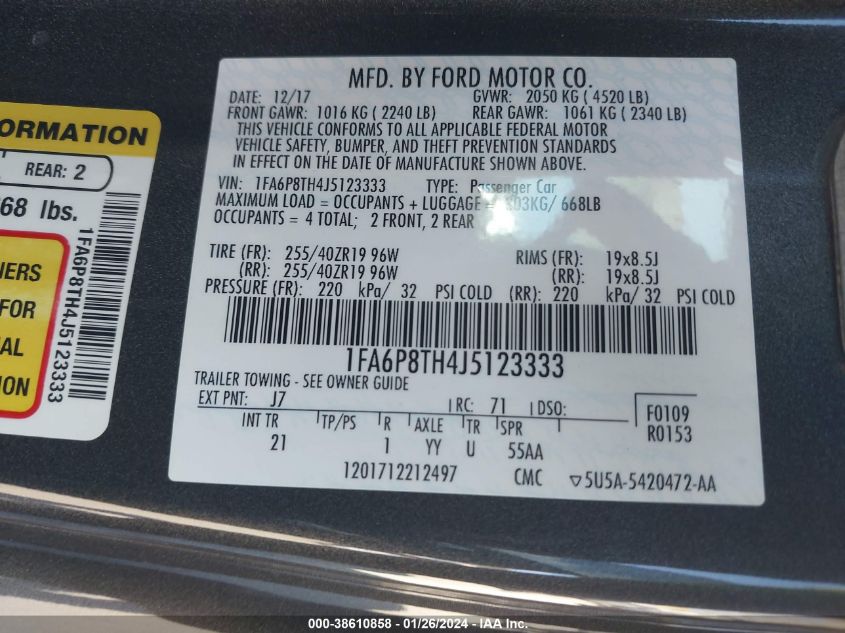 MFD. BY FORD MOTOR CO.
DATE: 12/17 GVWR: 2050 KG ( 4520 LB)
FRONT GAWR: 1016 KG ( 2240 LB) REAR GAWR: 1061 KG ( 2340 LB)
THIS VEHICLE CONFORMS TO ALL APPLICABLE FEDERAL MOTOR
VEHICLE SAFETY, BUMPER, AND THEFT PREVENTION STANDARDS
IN EFFECT ON THE DATE OF MANUFACTURE SHOWN ABOVE.
VIN: 1FA6P8TH4J5123333 TYPE: Passenger Car
MAXIMUM LOAD = OCCUPANTS + LUGGAGE = 303KG/ 668LB
OCCUPANTS = 4 TOTAL; 2 FRONT, 2 REAR
TIRE (FR): 255/40ZR19 96W RIMS (FR): 19x8.5J
(RR): 255/40ZR19 96W (RR): 19x8.5J
PRESSURE (FR): 220 kPa/ 32 PSI COLD (RR): 220 kPa/ 32 PSI COLD
1FA6P8TH4J5123333
TRAILER TOWING - SEE OWNER GUIDE
EXT PNT: J7 RC: 71 DSO: F0109
INT TR TP/PS R AXLE TR SPR R0153
21 1 YY U 55AA
1201712212497 CMC ▽5U5A-5420472-AA
ORMATION
REAR: 2
68 lbs.
NERS
FOR
AL
ION
1FA6P8TH4J5123333
000-38610858 - 01/26/2024 - IAA Inc.